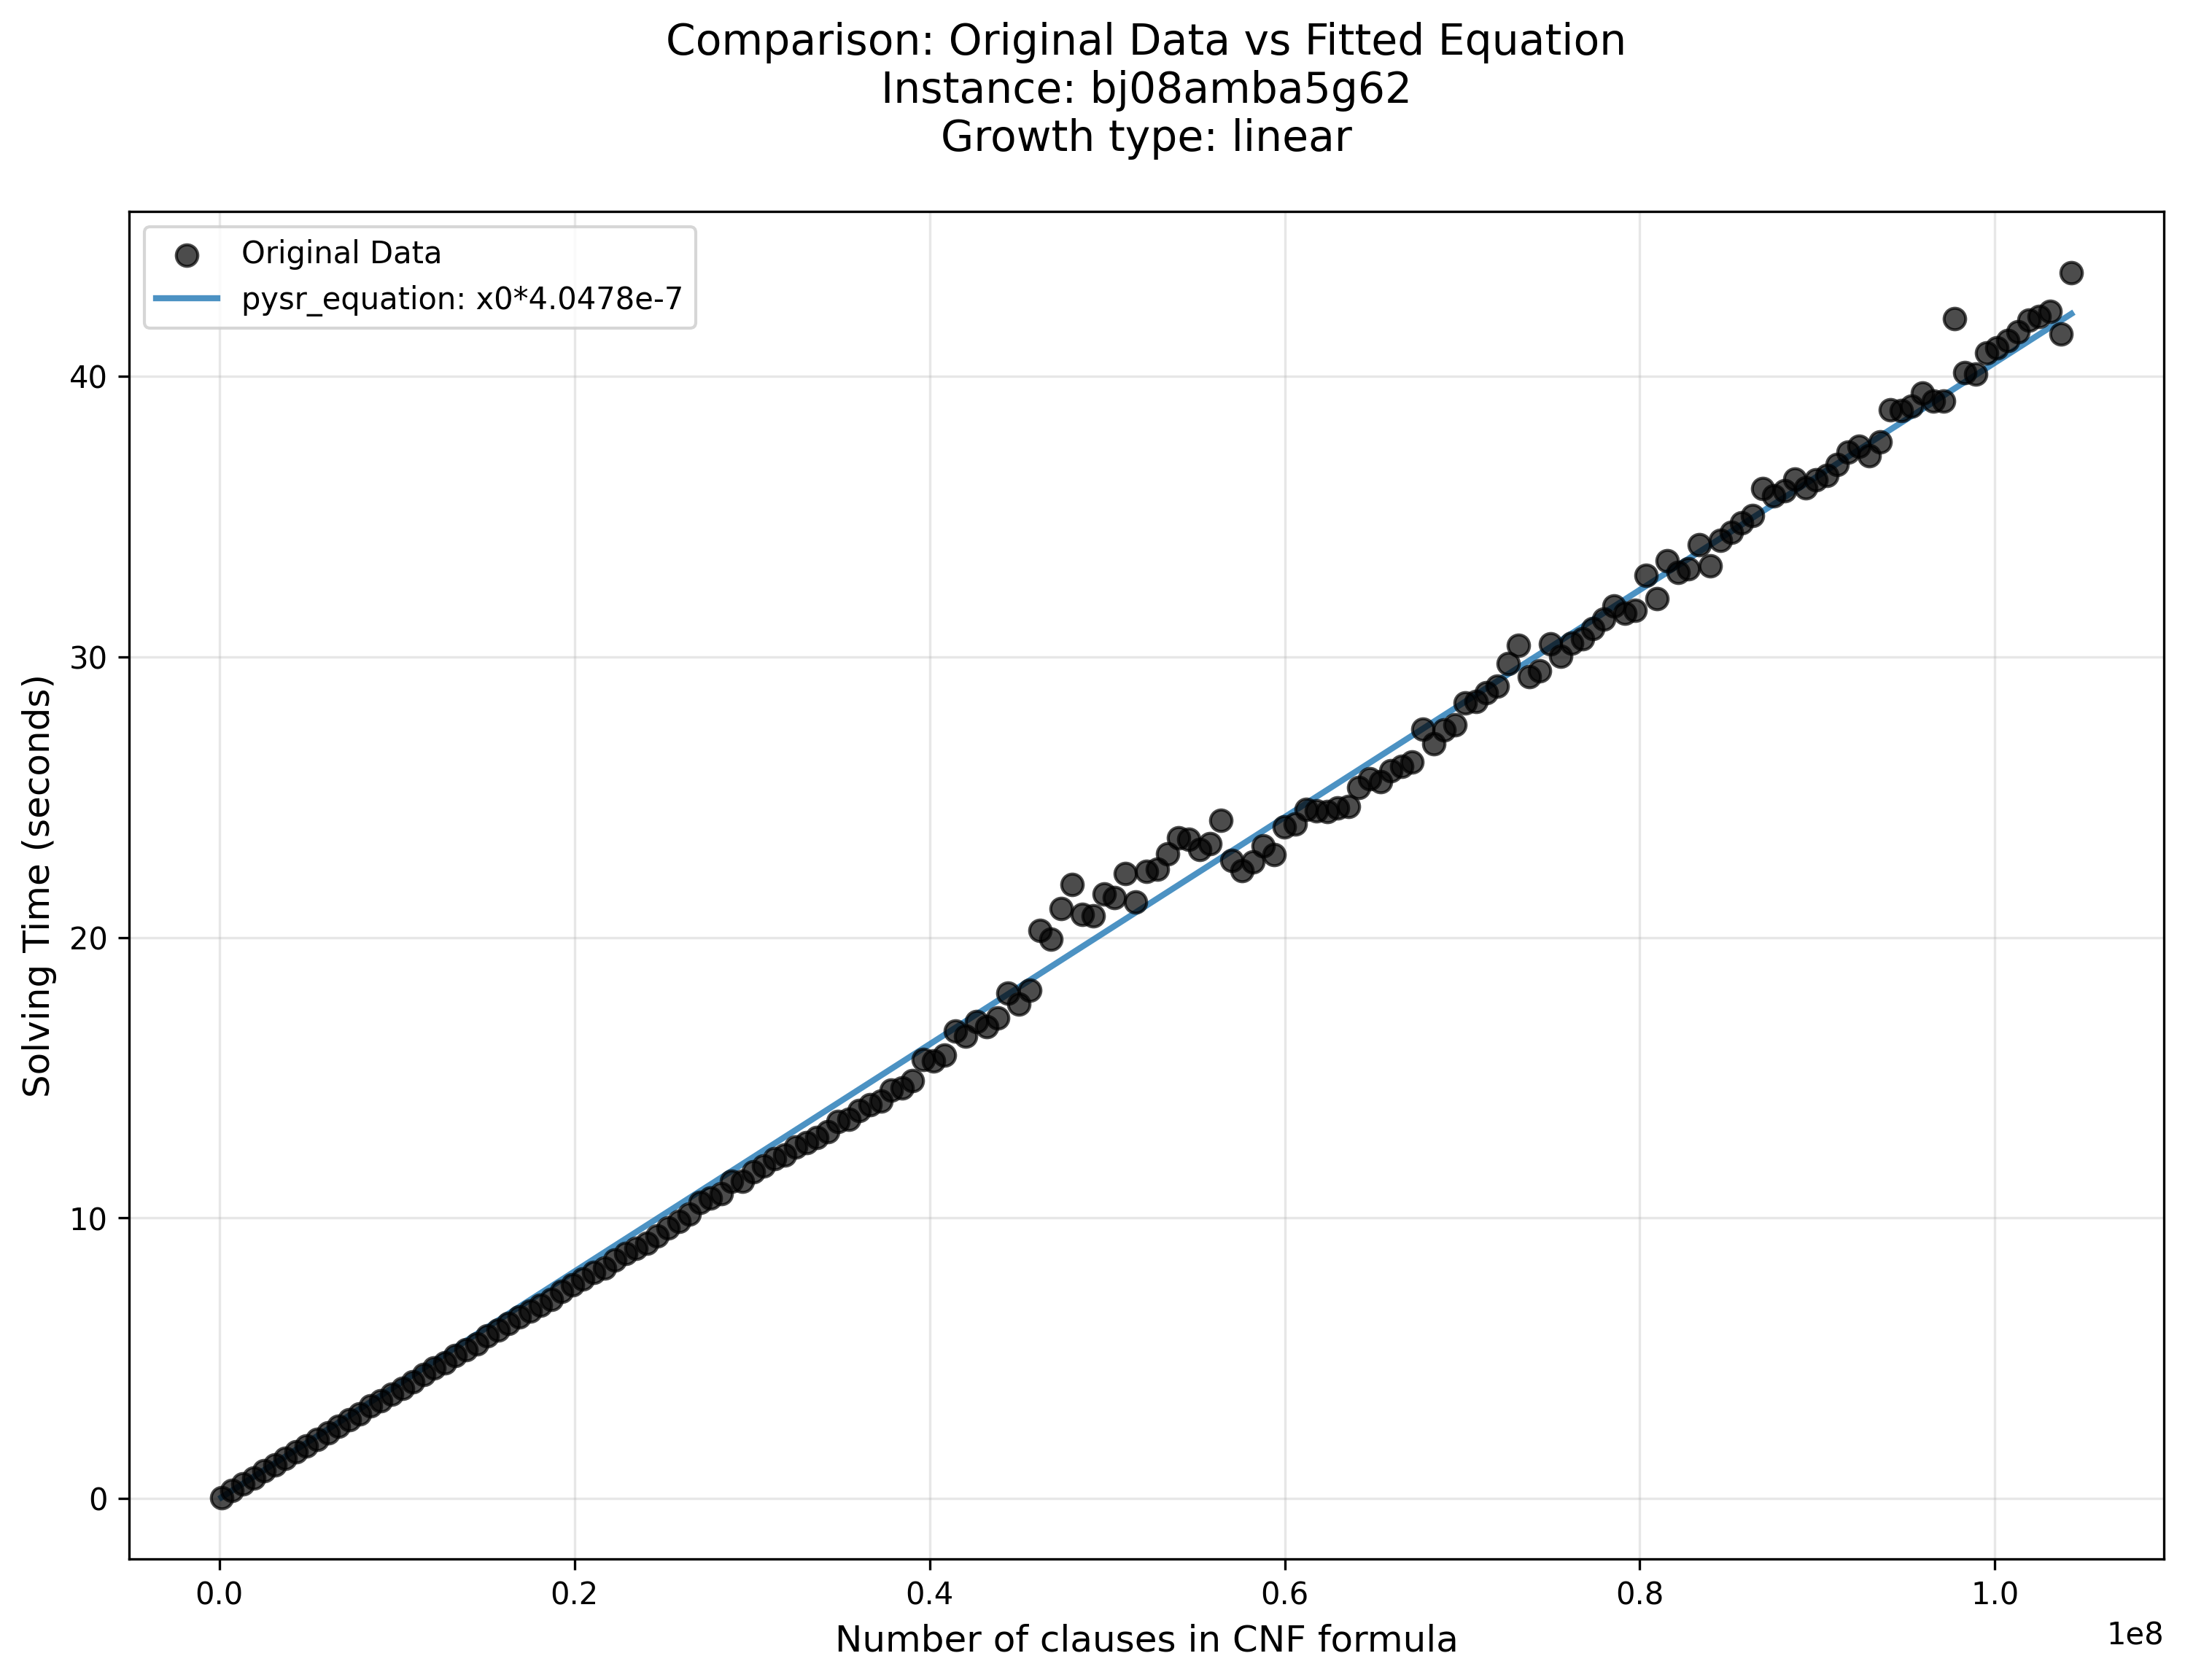 Comparison: Original Data vs Fitted Equation
Instance: bj08amba5g62
Growth type: linear
Original Data
pysr_equation: x0*4.0478e-7
Solving Time (seconds)
40
30
20
10
0
0.0 0.2 0.4 0.6 0.8 1.0
1e8
Number of clauses in CNF formula